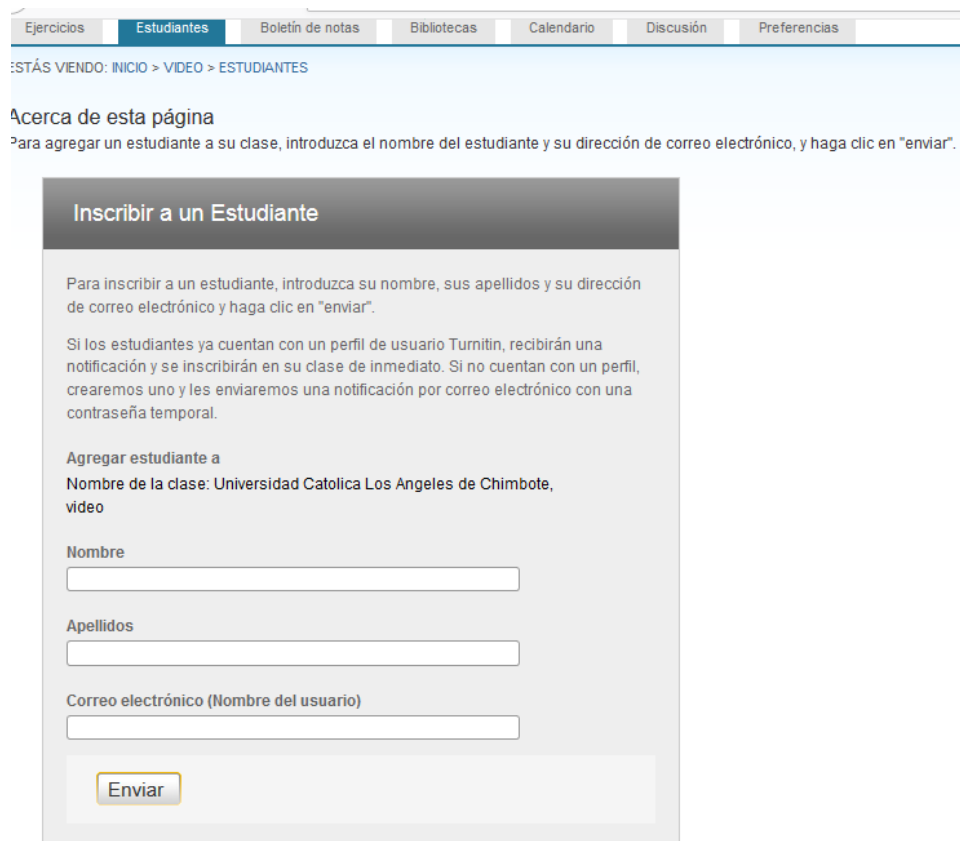 Ejercicios Estudiantes Boletín de notas Bibliotecas Calendario Discusión Preferencias
ESTÁS VIENDO: INICIO > VIDEO > ESTUDIANTES
Acerca de esta página
Para agregar un estudiante a su clase, introduzca el nombre del estudiante y su dirección de correo electrónico, y haga clic en "enviar".
Inscribir a un Estudiante
Para inscribir a un estudiante, introduzca su nombre, sus apellidos y su dirección
de correo electrónico y haga clic en "enviar".
Si los estudiantes ya cuentan con un perfil de usuario Turnitin, recibirán una
notificación y se inscribirán en su clase de inmediato. Si no cuentan con un perfil,
crearemos uno y les enviaremos una notificación por correo electrónico con una
contraseña temporal.
Agregar estudiante a
Nombre de la clase: Universidad Catolica Los Angeles de Chimbote,
video
Nombre
Apellidos
Correo electrónico (Nombre del usuario)
Enviar